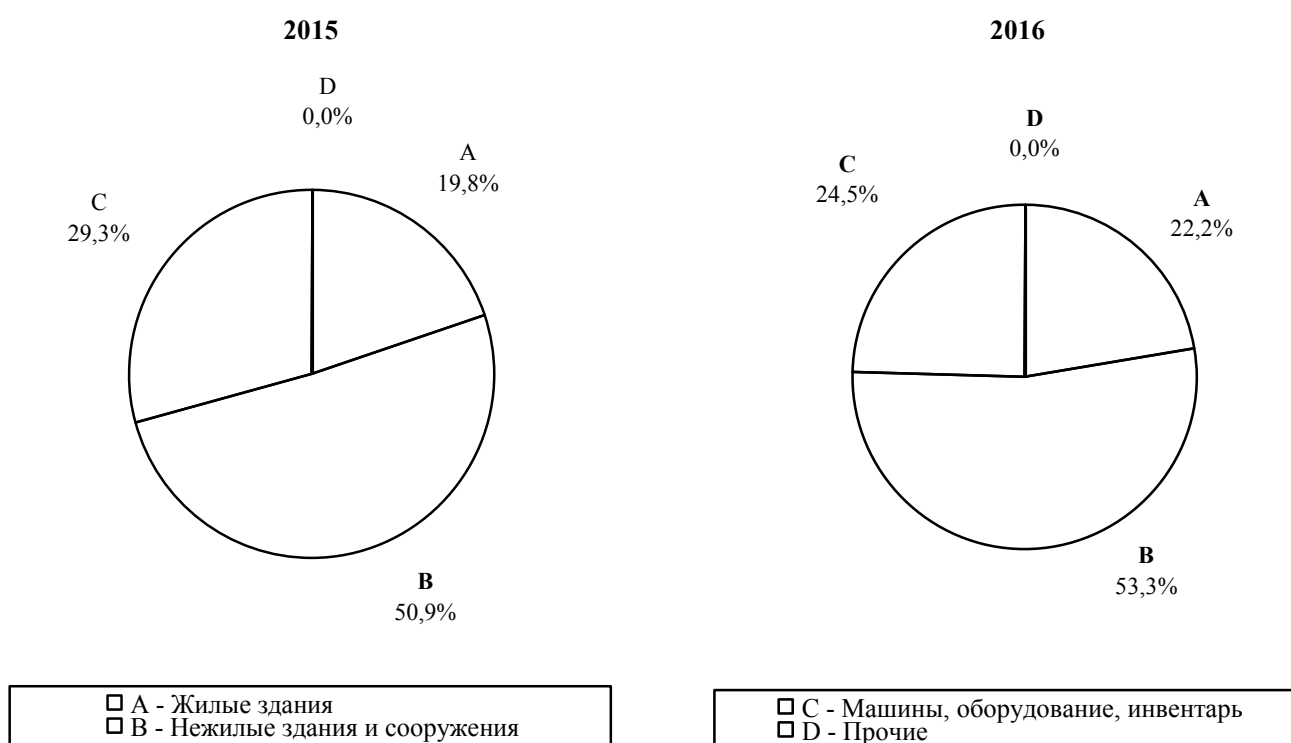 2015
D
0,0%
A
19,8%
C
29,3%
B
50,9%
A - Жилые здания
B - Нежилые здания и сооружения
2016
D
0,0%
C
24,5%
A
22,2%
B
53,3%
C - Машины, оборудование, инвентарь
D - Прочие